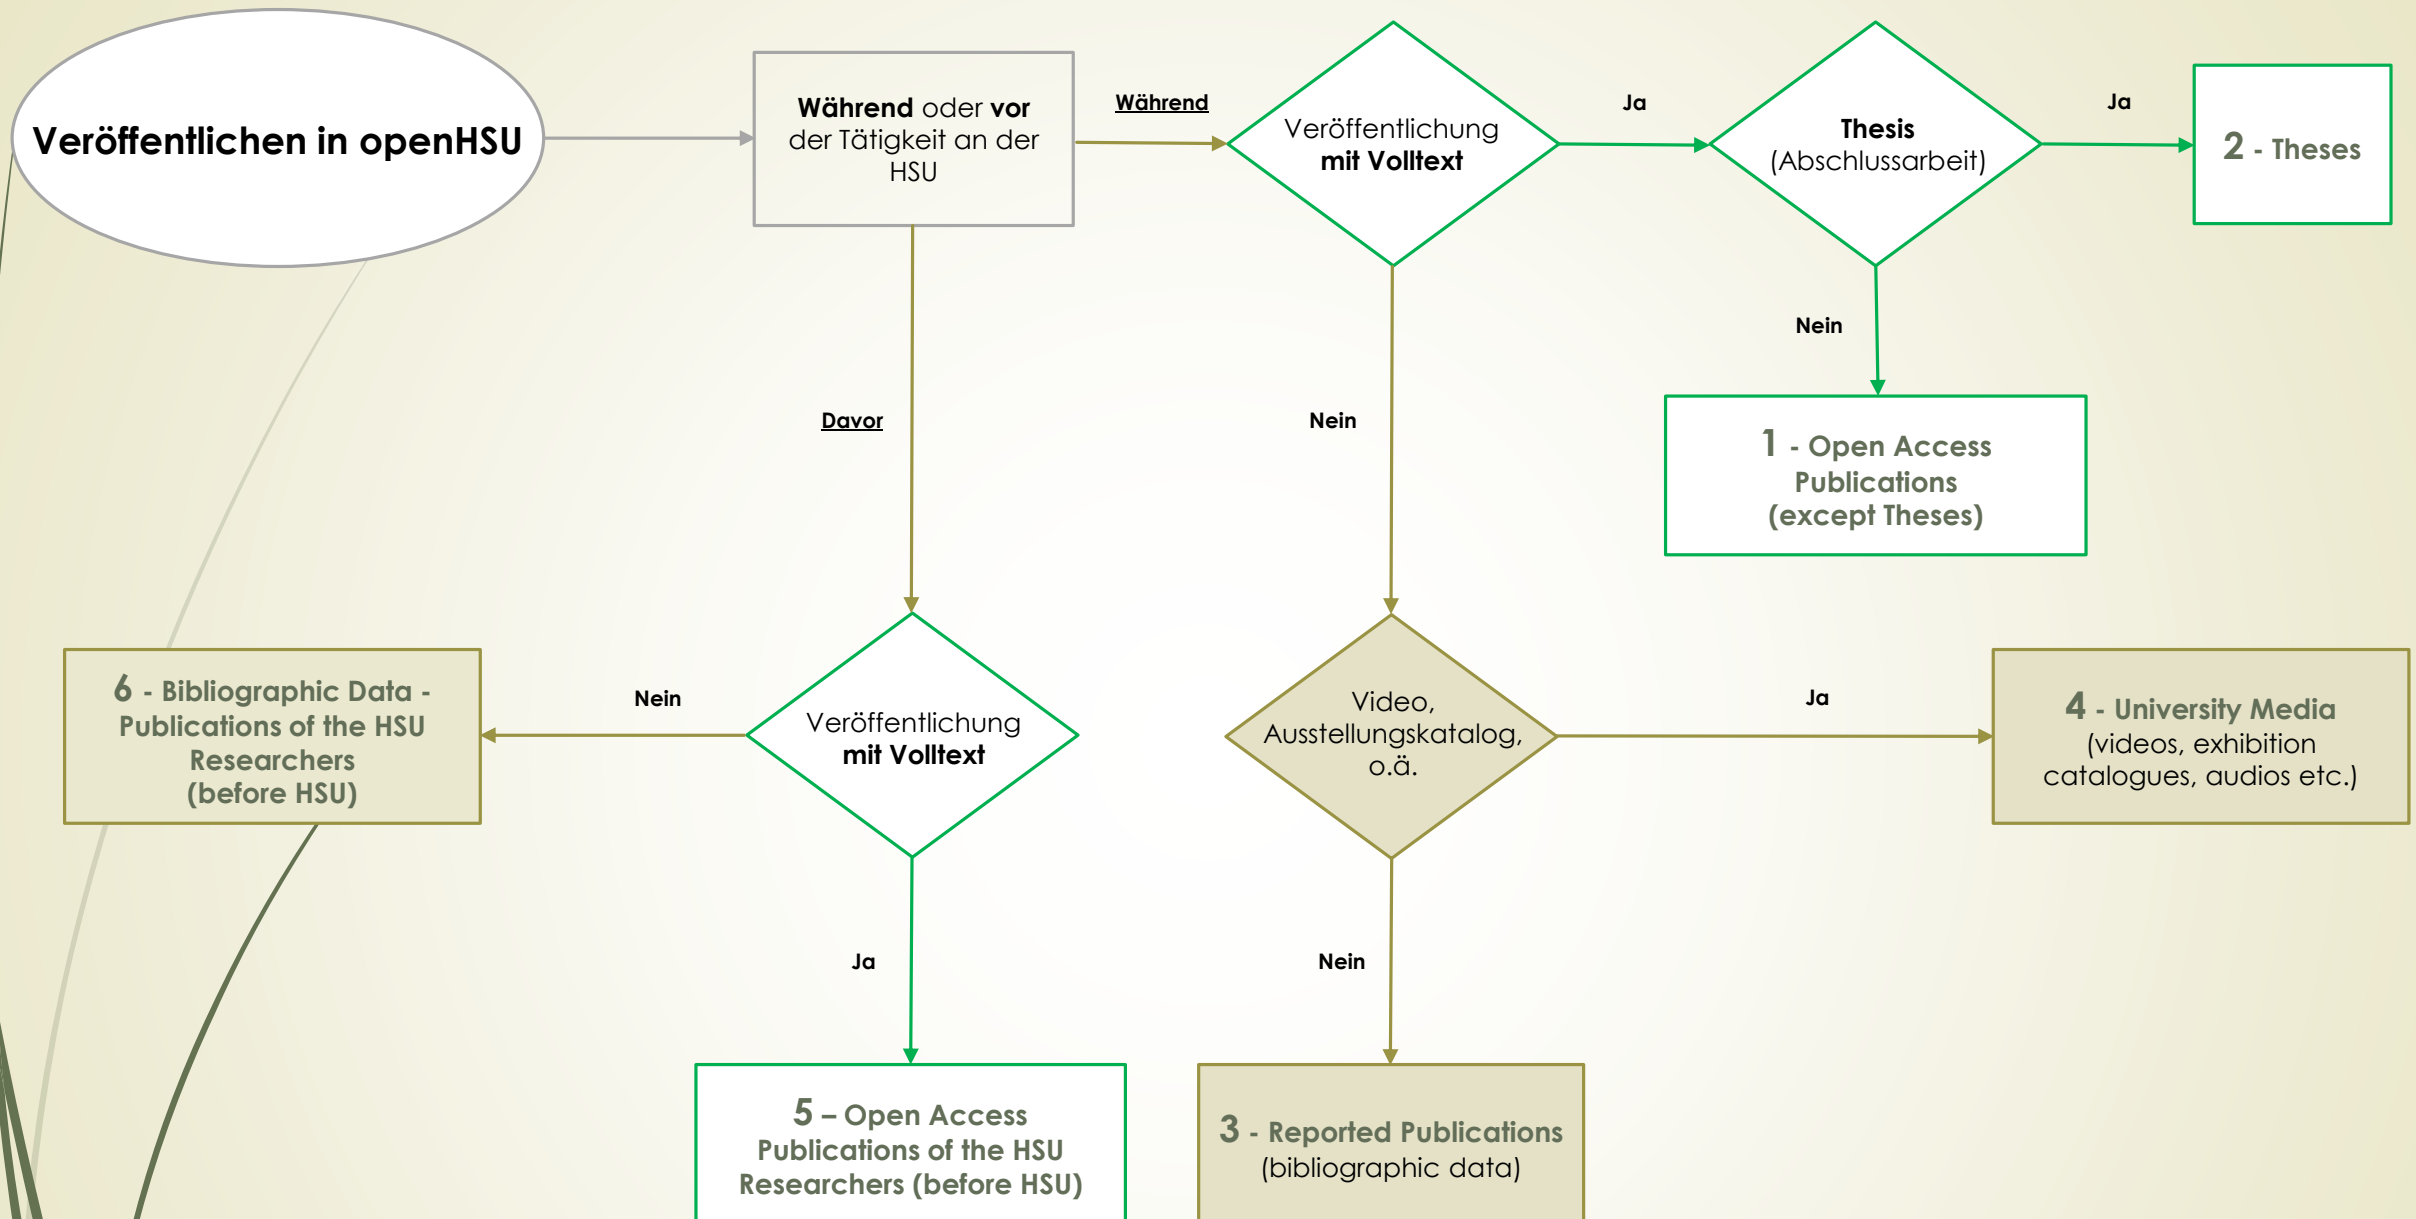 Veröffentlichen in openHSU
Während oder vor
der Tätigkeit an der
HSU
Während
Veröffentlichung
mit Volltext
Ja
Thesis
(Abschlussarbeit)
Ja
2 - Theses
Nein
1 - Open Access
Publications
(except Theses)
Davor
Nein
6 - Bibliographic Data -
Publications of the HSU
Researchers
(before HSU)
Nein
Veröffentlichung
mit Volltext
Video,
Ausstellungskatalog,
o.ä.
Ja
4 - University Media
(videos, exhibition
catalogues, audios etc.)
Ja
Nein
5 – Open Access
Publications of the HSU
Researchers (before HSU)
3 - Reported Publications
(bibliographic data)